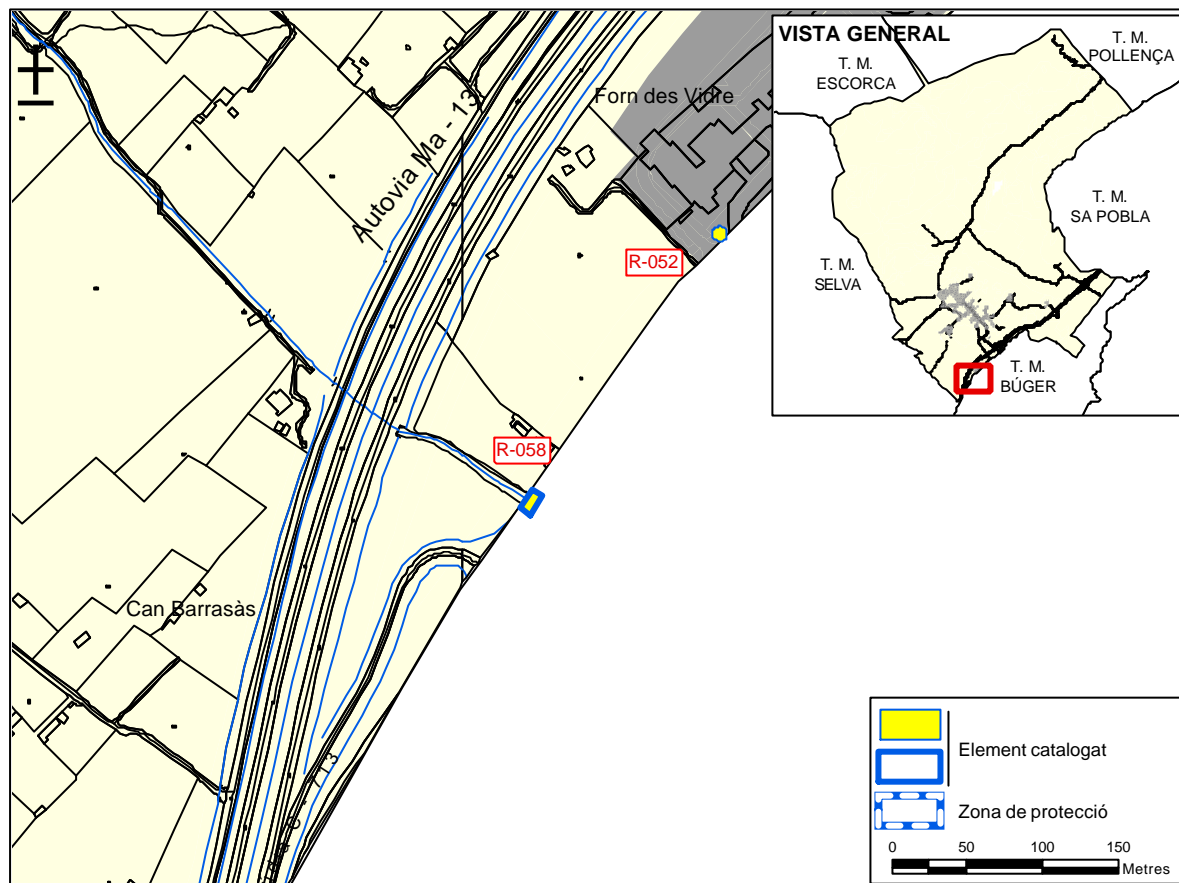 VISTA GENERAL
T. M.
POLLENÇA
T. M.
ESCORCA
T. M.
SA POBLA
T. M.
SELVA
T. M.
BÚGER
Forn des Vidre
Autovia Ma - 13
R-052
R-058
Can Barrasàs
13
Element catalogat
Zona de protecció
0 50 100 150
Metres